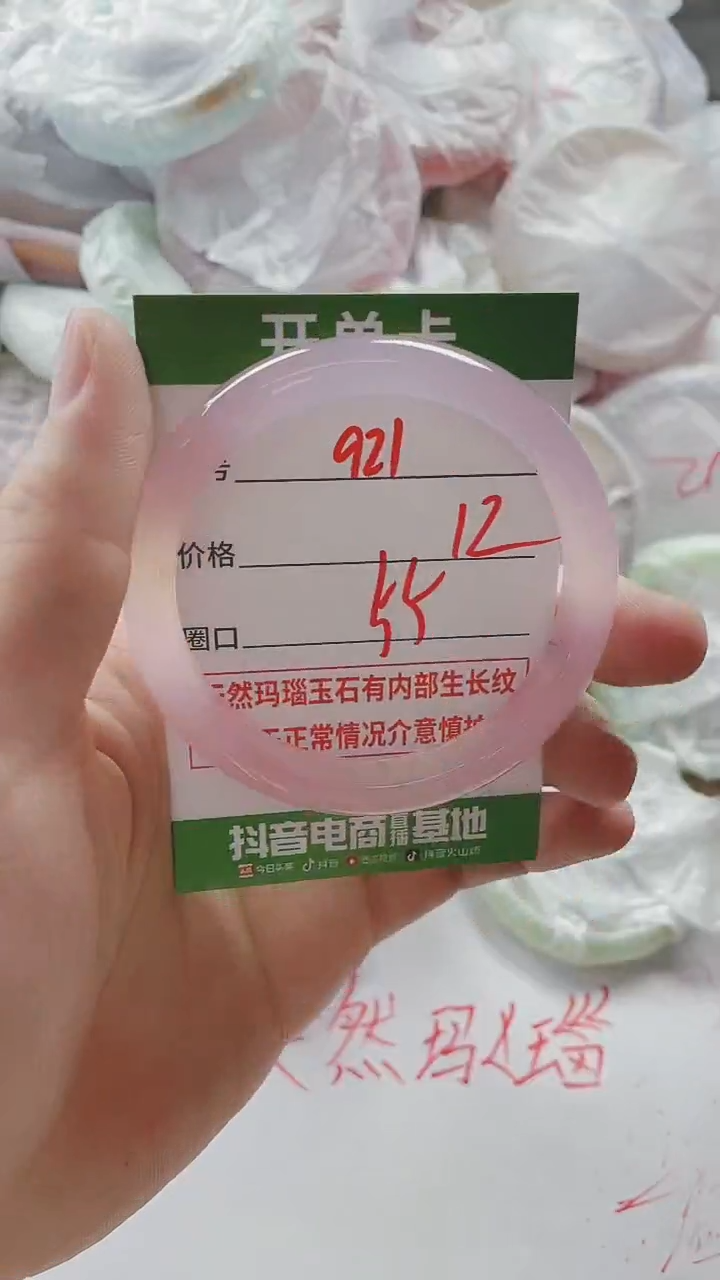 开单卡
号 921
价格 12
圈口 55
然玛瑙玉石有内部生长纹
正常情况介意慎拍
抖音电商直播基地
今日头条 抖音 西瓜视频 抖音火山版
然玛瑙